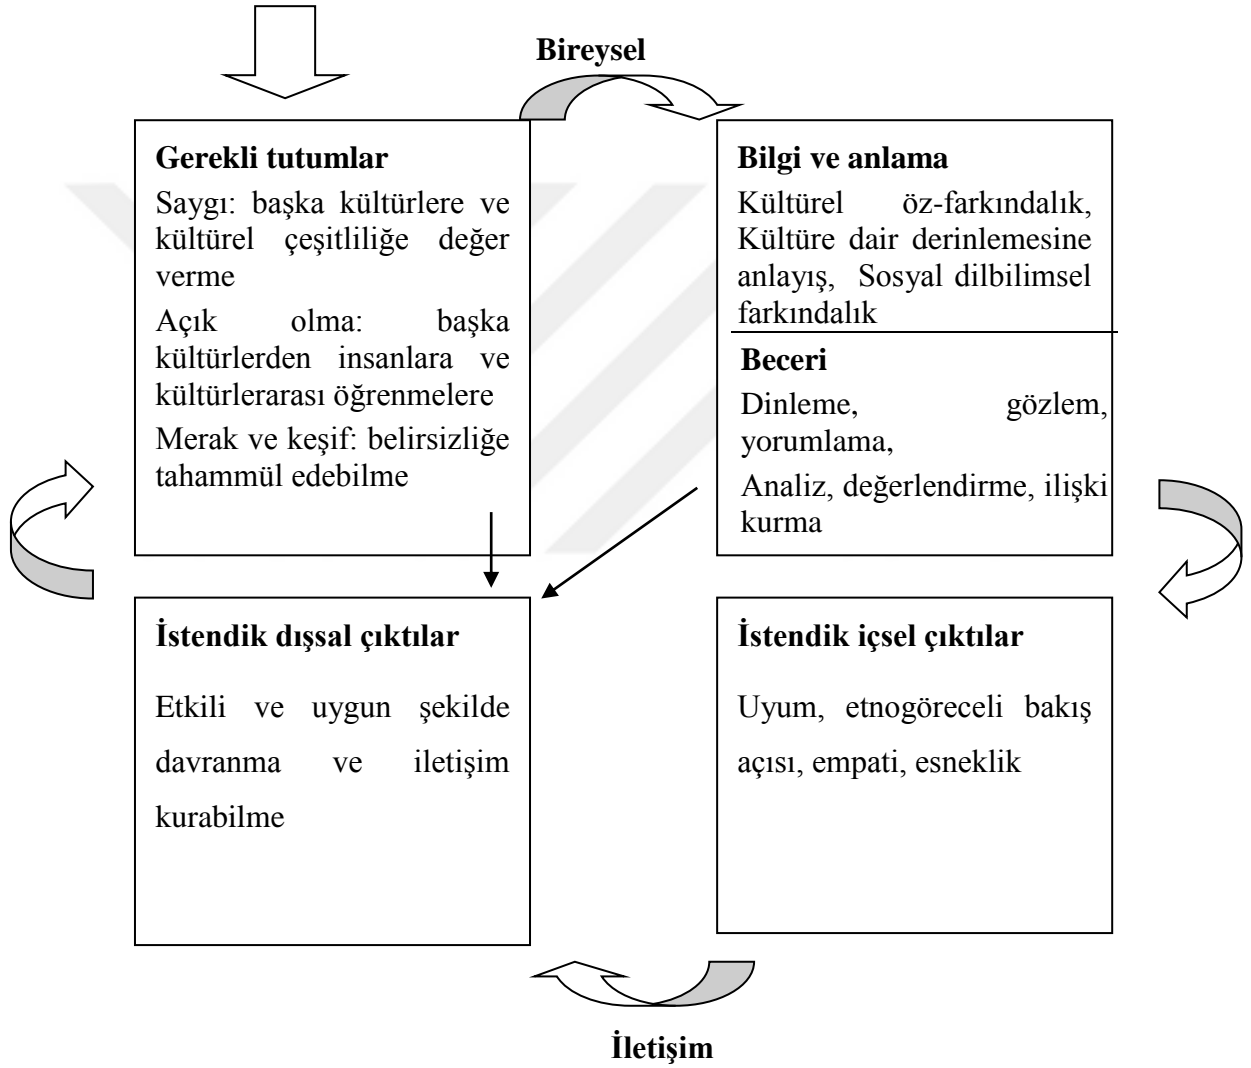 Bireysel
Gerekli tutumlar
Saygı: başka kültürlere ve
kültürel çeşitliliğe değer
verme
Açık olma: başka
kültürlerden insanlara ve
kültürlerarası öğrenmelere
Merak ve keşif: belirsizliğe
tahammül edebilme
Bilgi ve anlama
Kültürel öz-farkındalık,
Kültüre dair derinlemesine
anlayış, Sosyal dilbilimsel
farkındalık
Beceri
Dinleme, gözlem,
yorumlama,
Analiz, değerlendirme, ilişki
kurma
İstendik dışsal çıktılar
Etkili ve uygun şekilde
davranma ve iletişim
kurabilme
İstendik içsel çıktılar
Uyum, etnogöreceli bakış
açısı, empati, esneklik
İletişim